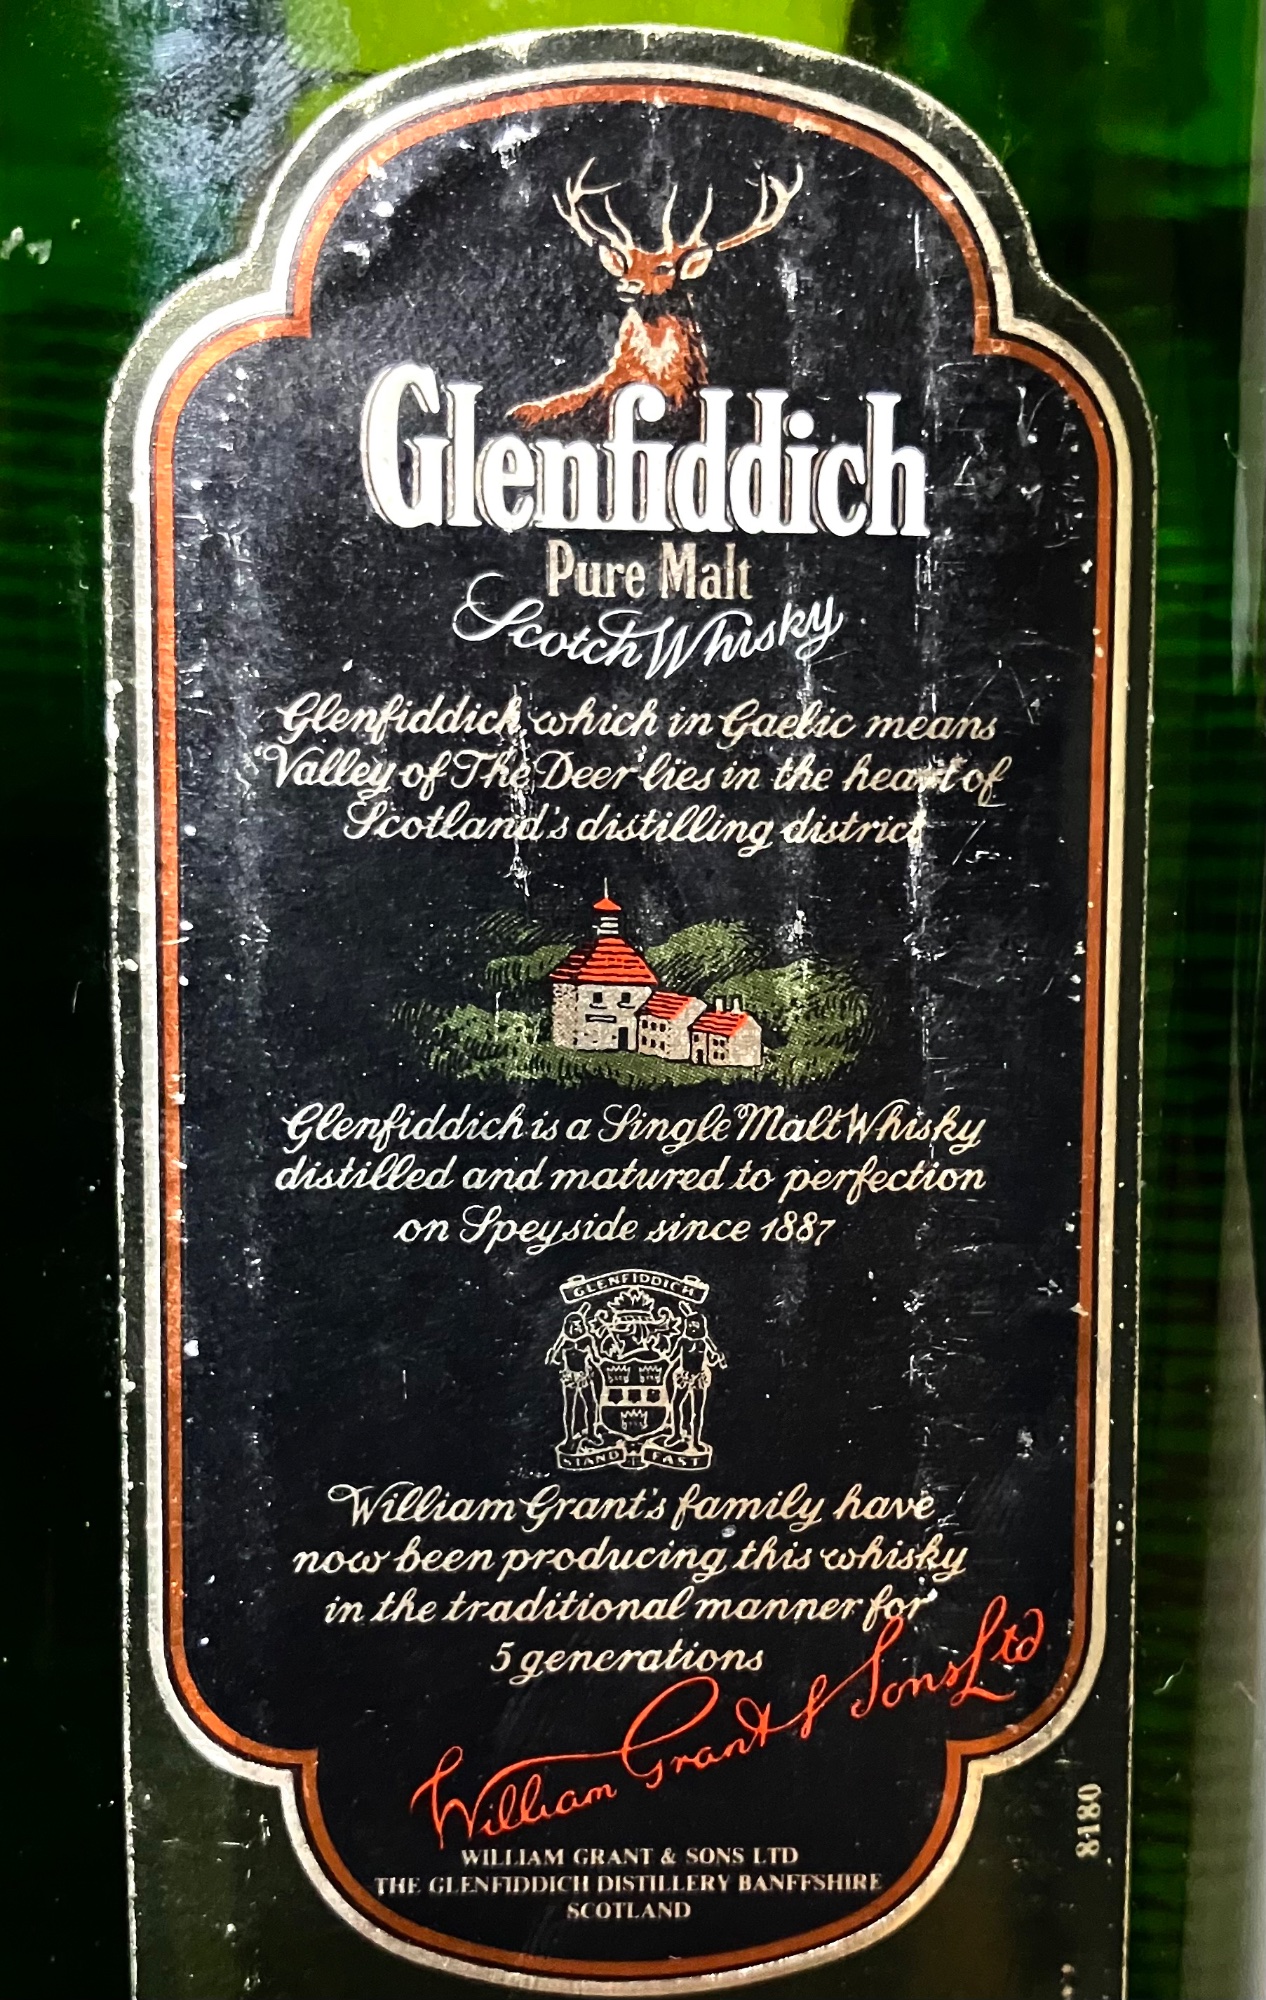 Glenfiddich
Pure Malt
Scotch Whisky
Glenfiddich which in Gaelic means
'Valley of The Deer' lies in the heart of
Scotland's distilling district
Glenfiddich is a Single Malt Whisky
distilled and matured to perfection
on Speyside since 1887
GLENFIDDICH
STAND FAST
William Grant's family have
now been producing this whisky
in the traditional manner for
5 generations
William Grant & Sons Ltd
WILLIAM GRANT & SONS LTD
THE GLENFIDDICH DISTILLERY BANFFSHIRE
SCOTLAND
8180